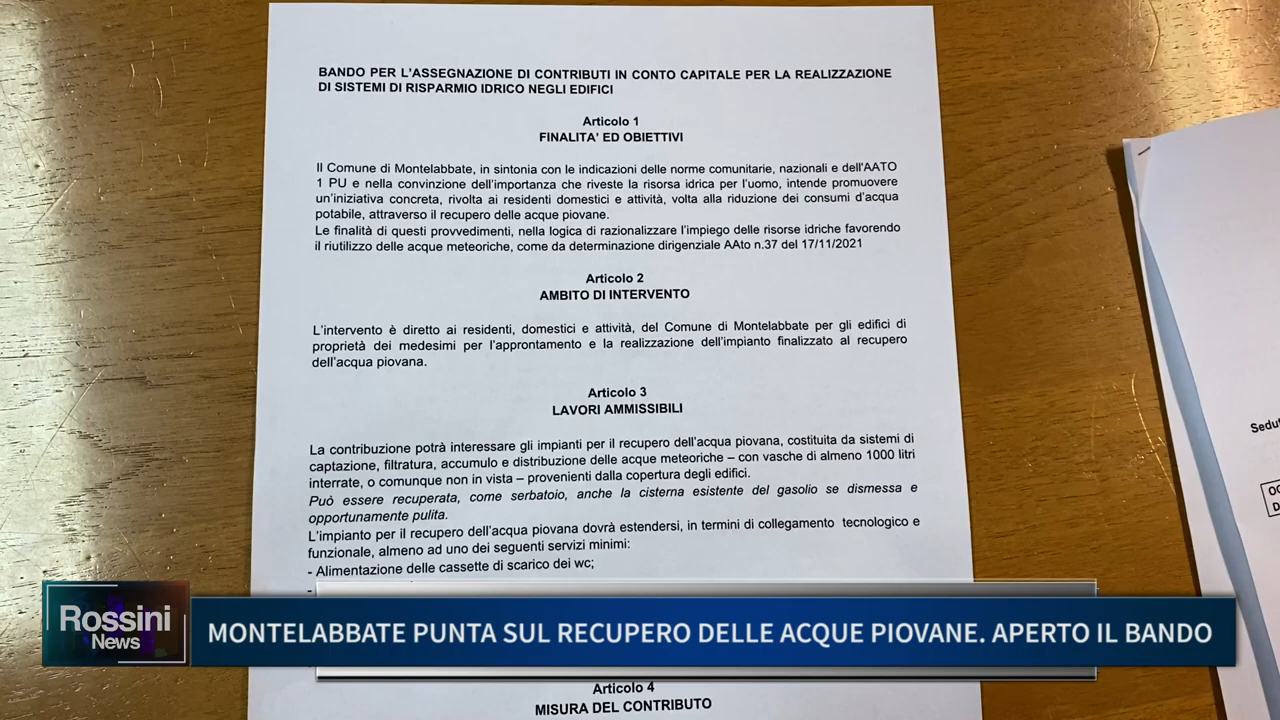 BANDO PER L'ASSEGNAZIONE DI CONTRIBUTI IN CONTO CAPITALE PER LA REALIZZAZIONE
DI SISTEMI DI RISPARMIO IDRICO NEGLI EDIFICI
Articolo 1
FINALITA' ED OBIETTIVI
Il Comune di Montelabbate, in sintonia con le indicazioni delle norme comunitarie, nazionali e dell'AATO
1 PU e nella convinzione dell'importanza che riveste la risorsa idrica per l'uomo, intende promuovere
un'iniziativa concreta, rivolta ai residenti domestici e attività, volta alla riduzione dei consumi d'acqua
potabile, attraverso il recupero delle acque piovane.
Le finalità di questi provvedimenti, nella logica di razionalizzare l'impiego delle risorse idriche favorendo
il riutilizzo delle acque meteoriche, come da determinazione dirigenziale AAto n.37 del 17/11/2021
Articolo 2
AMBITO DI INTERVENTO
L'intervento è diretto ai residenti, domestici e attività, del Comune di Montelabbate per gli edifici di
proprietà dei medesimi per l'approntamento e la realizzazione dell'impianto finalizzato al recupero
dell'acqua piovana.
Articolo 3
LAVORI AMMISSIBILI
La contribuzione potrà interessare gli impianti per il recupero dell'acqua piovana, costituita da sistemi di
captazione, filtratura, accumulo e distribuzione delle acque meteoriche – con vasche di almeno 1000 litri
interrate, o comunque non in vista – provenienti dalla copertura degli edifici.
Può essere recuperata, come serbatoio, anche la cisterna esistente del gasolio se dismessa e
opportunamente pulita.
L'impianto per il recupero dell'acqua piovana dovrà estendersi, in termini di collegamento tecnologico e
funzionale, almeno ad uno dei seguenti servizi minimi:
- Alimentazione delle cassette di scarico dei wc;
Rossini
News
MONTELABBATE PUNTA SUL RECUPERO DELLE ACQUE PIOVANE. APERTO IL BANDO
Articolo 4
MISURA DEL CONTRIBUTO